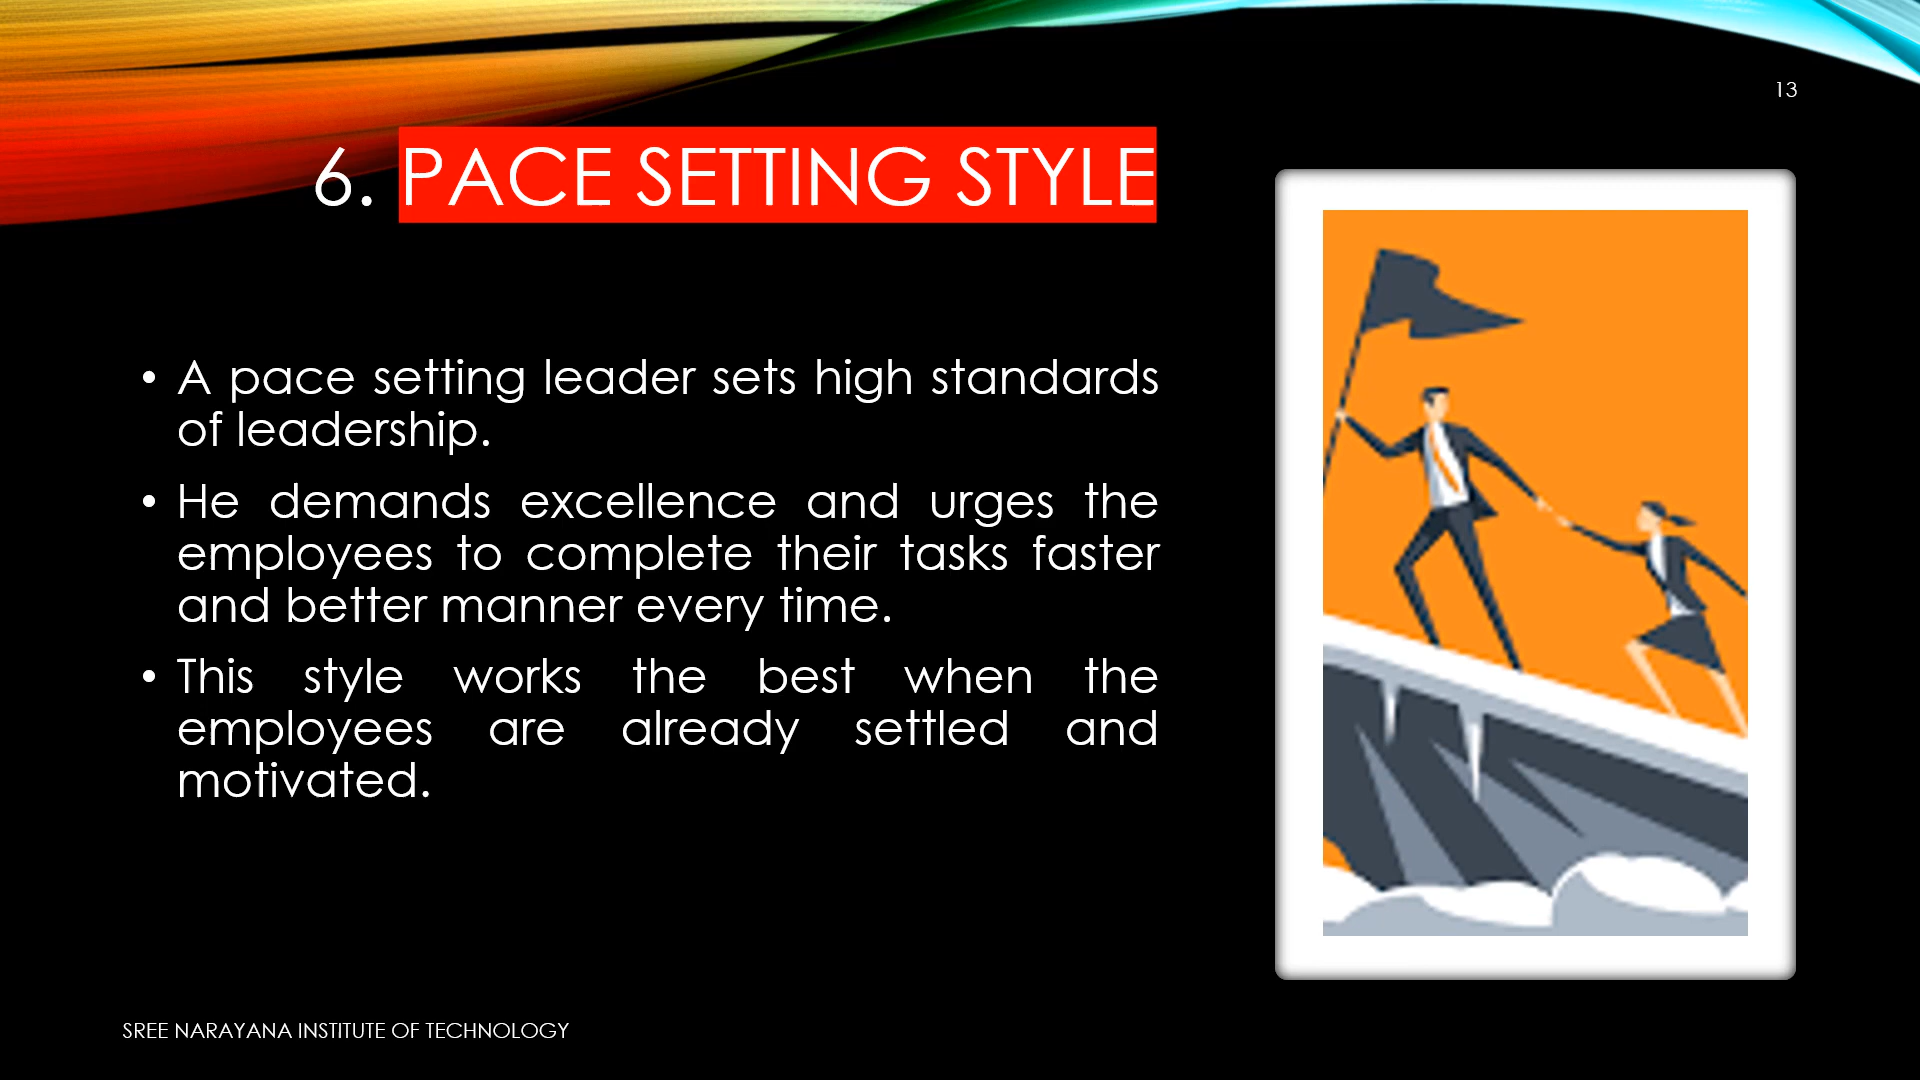 13
6. PACE SETTING STYLE
• A pace setting leader sets high standards
of leadership.
• He demands excellence and urges the
employees to complete their tasks faster
and better manner every time.
• This style works the best when the
employees are already settled and
motivated.
SREE NARAYANA INSTITUTE OF TECHNOLOGY